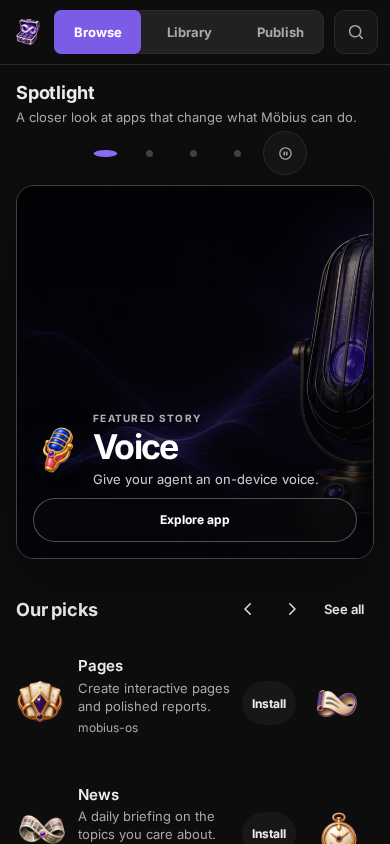 Browse
Library
Publish
Spotlight
A closer look at apps that change what Möbius can do.
FEATURED STORY
Voice
Give your agent an on-device voice.
Explore app
Our picks
See all
Pages
Create interactive pages
and polished reports.
mobius-os
Install
News
A daily briefing on the
topics you care about.
Install